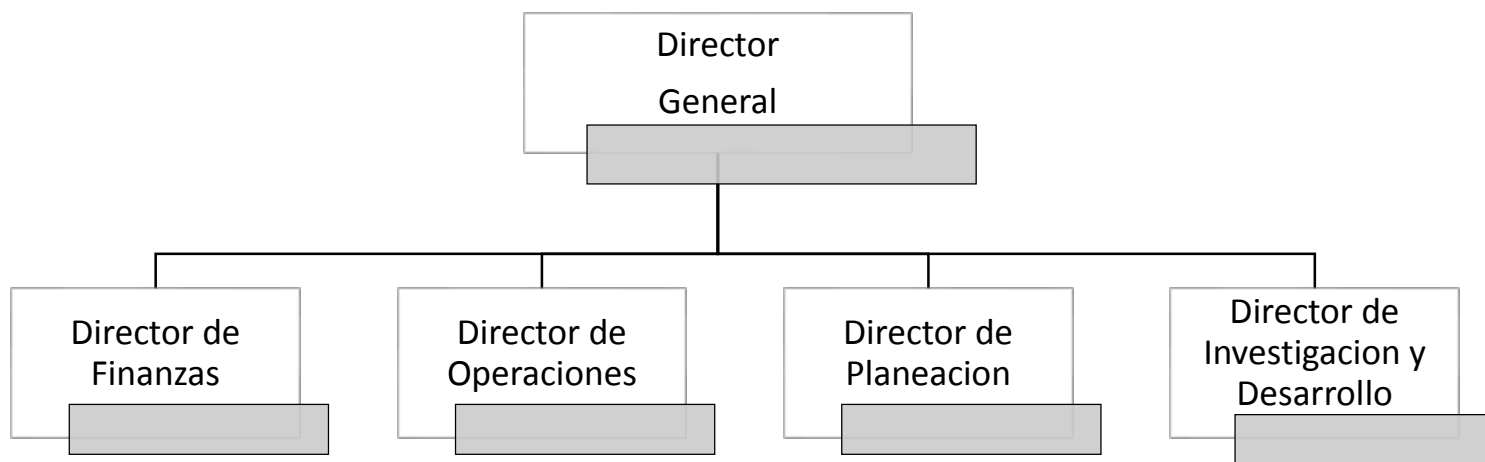 Director
General
Director de
Finanzas
Director de
Operaciones
Director de
Planeacion
Director de
Investigacion y
Desarrollo